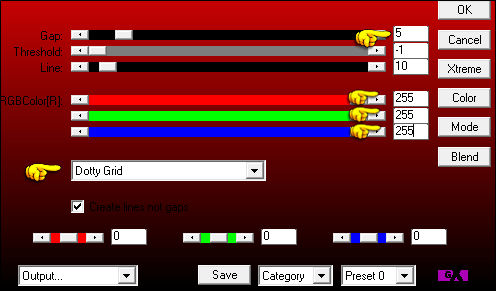 OK
Gap 5
Cancel
Threshold -1
Line 10
Xtreme
RGBColor[R] 255
Color
255
255
Mode
Blend
Dotty Grid
Create lines not gaps
0 0 0
Output... Save Category Preset 0